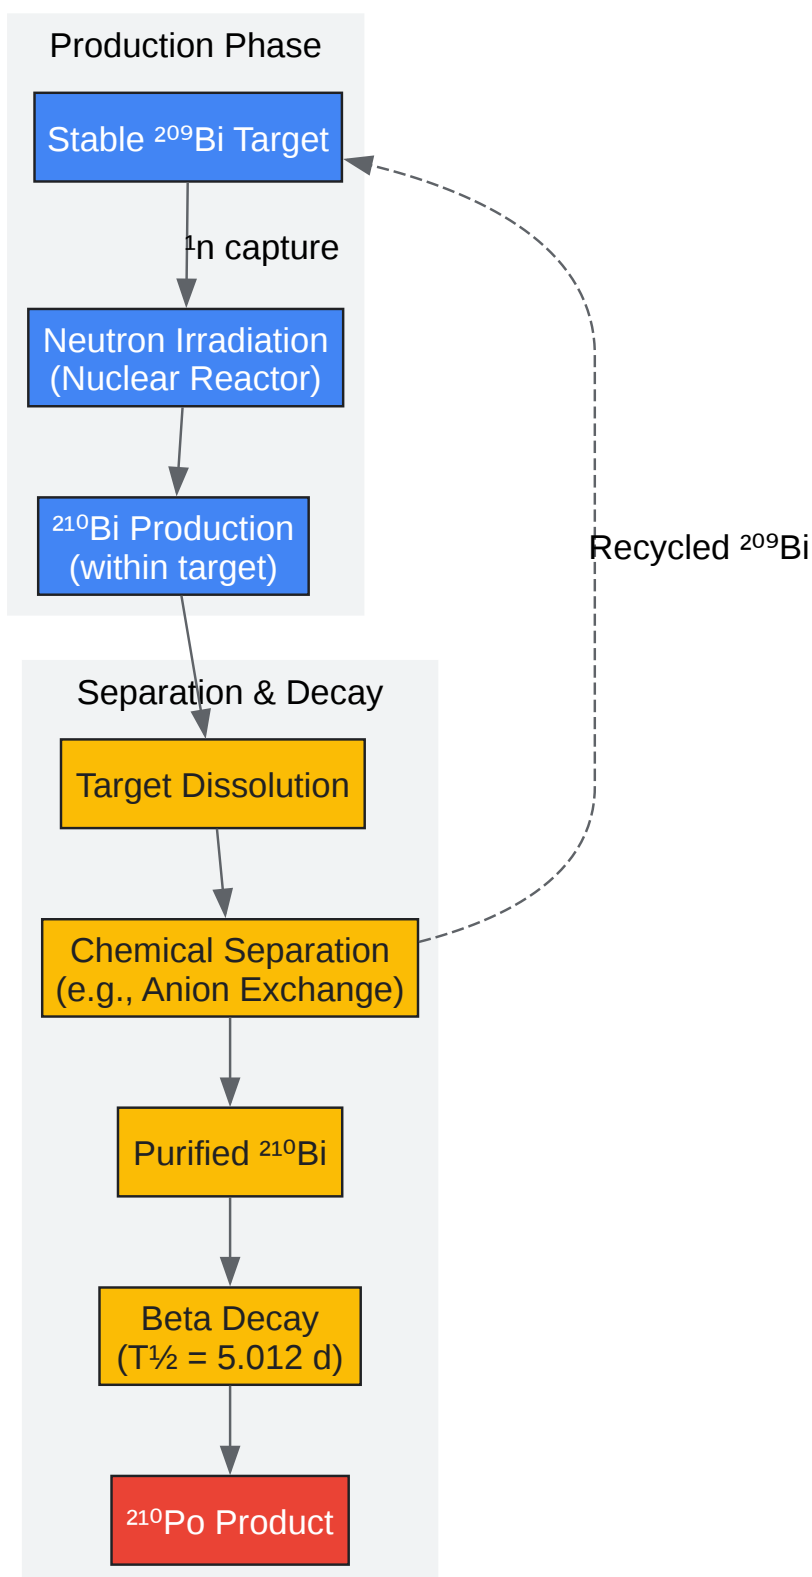 Production Phase
Stable ²⁰⁹Bi Target
¹n capture
Neutron Irradiation
(Nuclear Reactor)
²¹⁰Bi Production
(within target)
Recycled ²⁰⁹Bi
Separation & Decay
Target Dissolution
Chemical Separation
(e.g., Anion Exchange)
Purified ²¹⁰Bi
Beta Decay
(T½ = 5.012 d)
²¹⁰Po Product